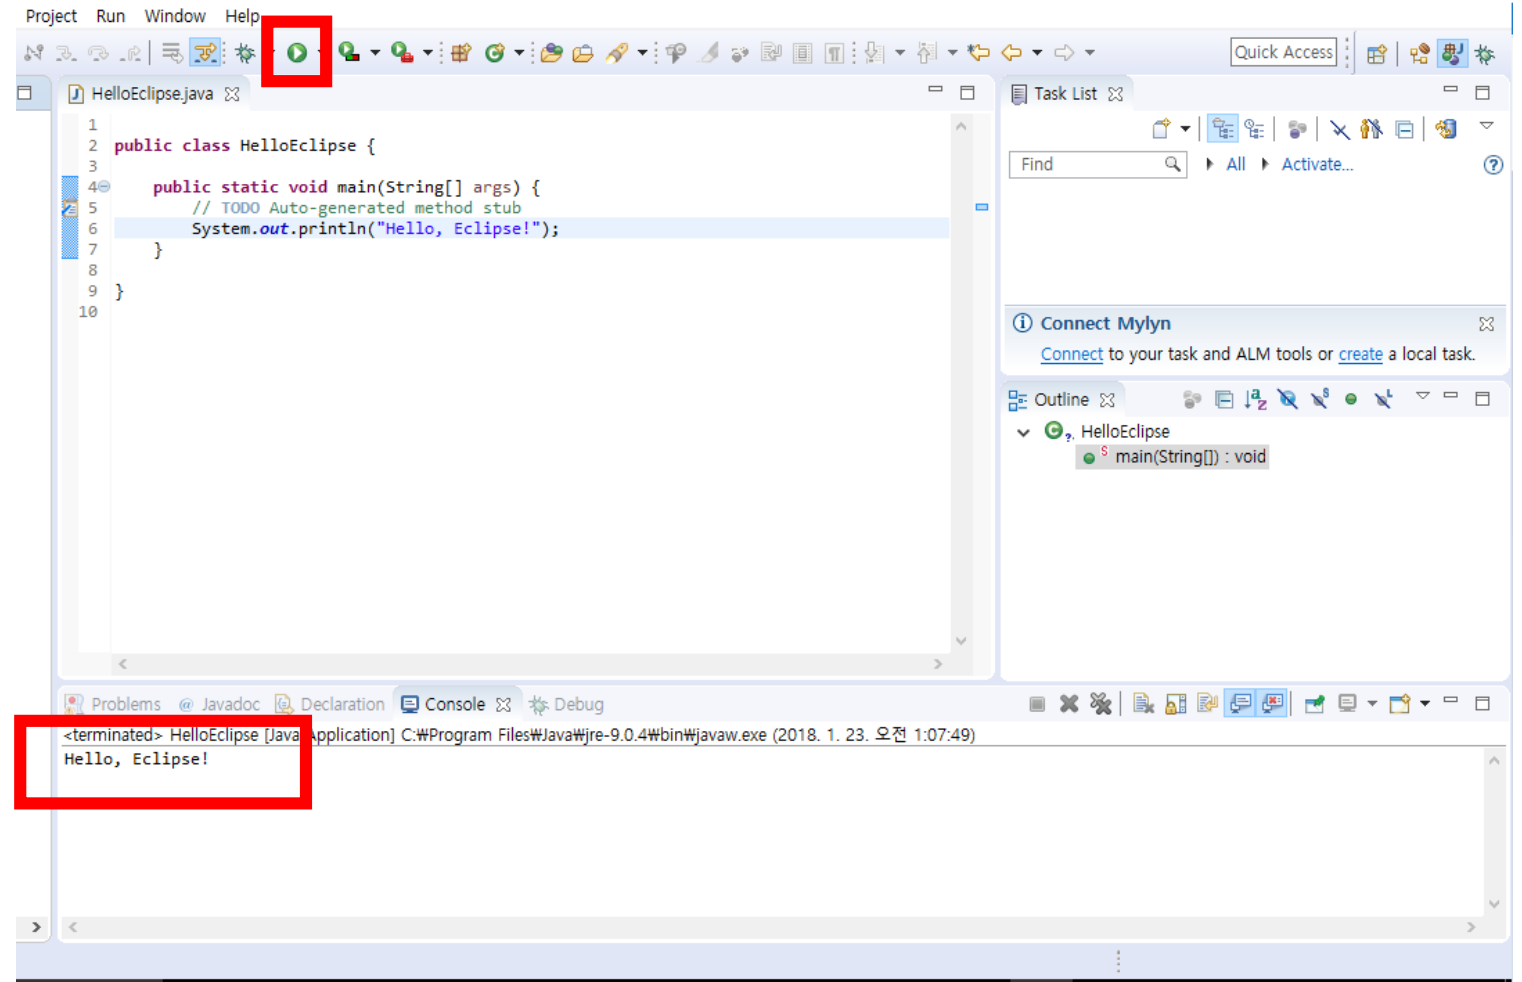 Project Run Window Help
Quick Access
HelloEclipse.java
1
2 public class HelloEclipse {
3
4 public static void main(String[] args) {
5 // TODO Auto-generated method stub
6 System.out.println("Hello, Eclipse!");
7 }
8
9 }
10
Task List
Find All Activate...
Connect Mylyn
Connect to your task and ALM tools or create a local task.
Outline
HelloEclipse
main(String[]) : void
Problems @ Javadoc Declaration Console Debug
<terminated> HelloEclipse [Java Application] C:₩Program Files₩Java₩jre-9.0.4₩bin₩javaw.exe (2018. 1. 23. 오전 1:07:49)
Hello, Eclipse!